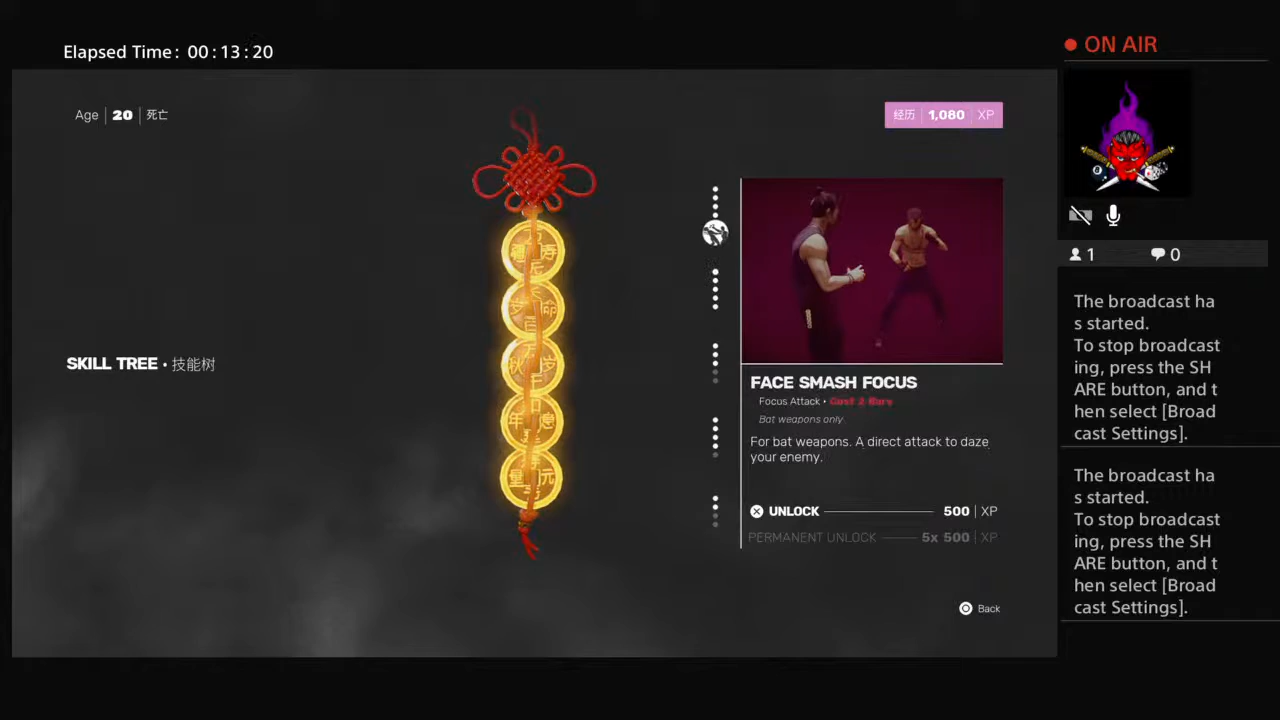 Elapsed Time: 00:13:20
ON AIR
Age 20 死亡
经历 1,080 XP
1 0
SKILL TREE • 技能树
FACE SMASH FOCUS
Focus Attack • Cost 2 Bars
Bat weapons only
For bat weapons. A direct attack to daze
your enemy.
UNLOCK 500 XP
PERMANENT UNLOCK 5x 500 XP
Back
The broadcast ha
s started.
To stop broadcast
ing, press the SH
ARE button, and t
hen select [Broad
cast Settings].
The broadcast ha
s started.
To stop broadcast
ing, press the SH
ARE button, and t
hen select [Broad
cast Settings].